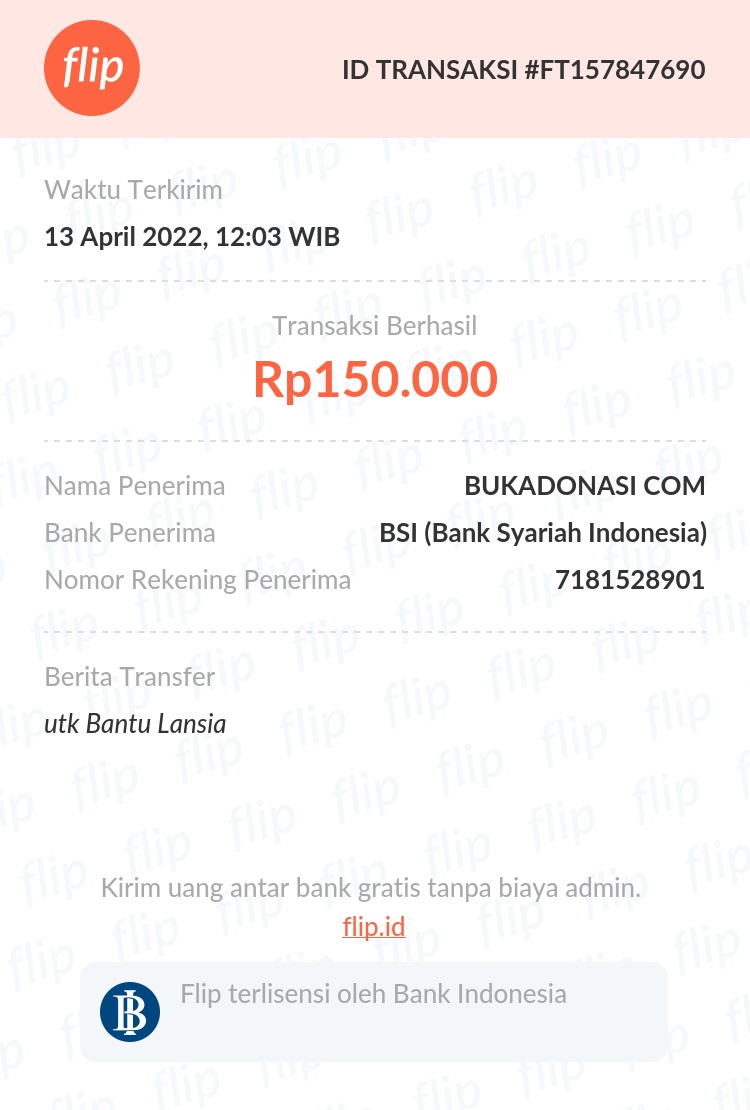 flip
ID TRANSAKSI #FT157847690
Waktu Terkirim
13 April 2022, 12:03 WIB
Transaksi Berhasil
Rp150.000
Nama Penerima BUKADONASI COM
Bank Penerima BSI (Bank Syariah Indonesia)
Nomor Rekening Penerima 7181528901
Berita Transfer
utk Bantu Lansia
Kirim uang antar bank gratis tanpa biaya admin.
flip.id
Flip terlisensi oleh Bank Indonesia